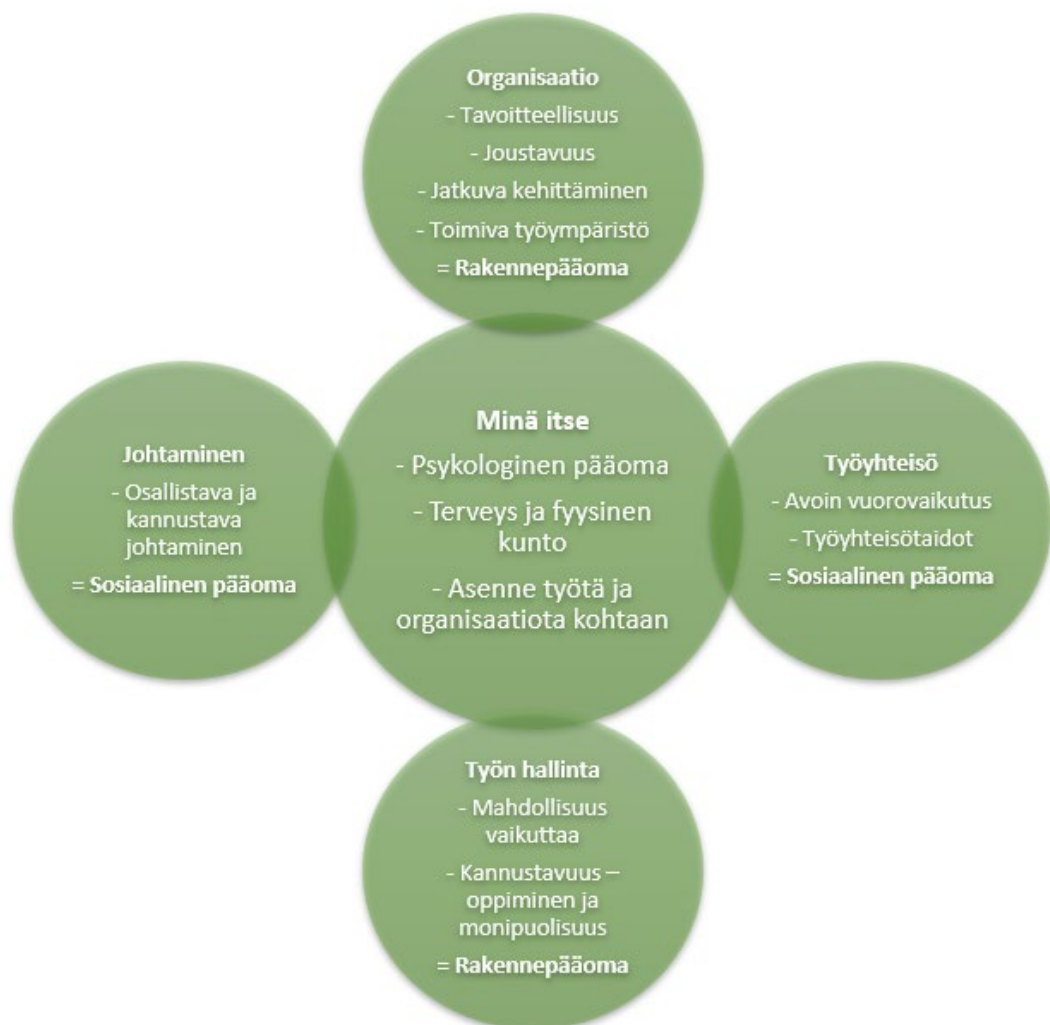 Organisaatio
- Tavoitteellisuus
- Joustavuus
- Jatkuva kehittäminen
- Toimiva työympäristö
= Rakennepääoma
Johtaminen
- Osallistava ja
kannustava
johtaminen
= Sosiaalinen pääoma
Minä itse
- Psykologinen pääoma
- Terveys ja fyysinen
kunto
- Asenne työtä ja
organisaatiota kohtaan
Työyhteisö
- Avoin vuorovaikutus
- Työyhteisötaidot
= Sosiaalinen pääoma
Työn hallinta
- Mahdollisuus
vaikuttaa
- Kannustavuus –
oppiminen ja
monipuolisuus
= Rakennepääoma